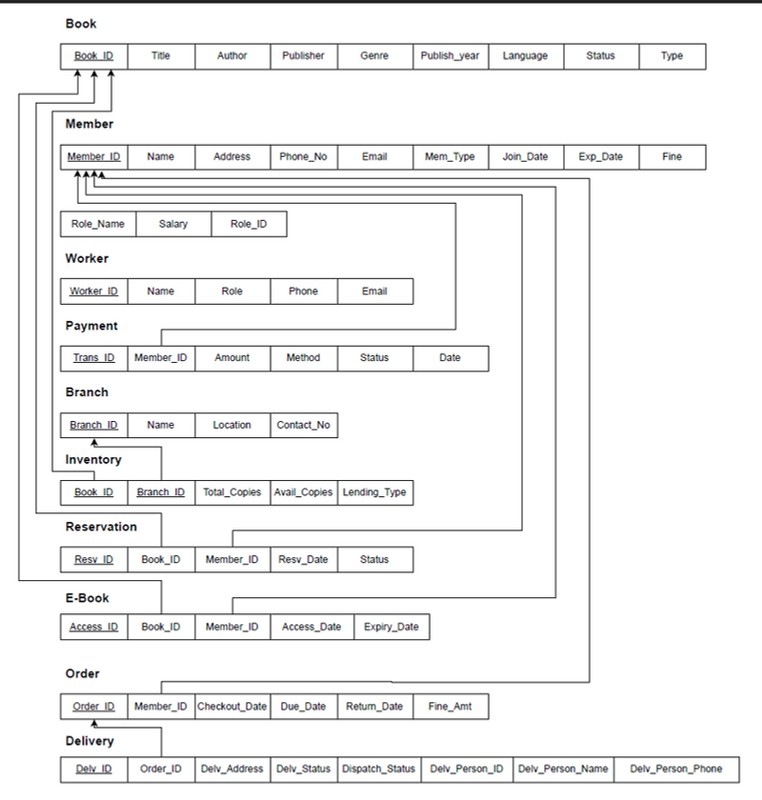 Book
Book_ID Title Author Publisher Genre Publish_year Language Status Type
Member
Member_ID Name Address Phone_No Email Mem_Type Join_Date Exp_Date Fine
Role_Name Salary Role_ID
Worker
Worker_ID Name Role Phone Email
Payment
Trans_ID Member_ID Amount Method Status Date
Branch
Branch_ID Name Location Contact_No
Inventory
Book_ID Branch_ID Total_Copies Avail_Copies Lending_Type
Reservation
Resv_ID Book_ID Member_ID Resv_Date Status
E-Book
Access_ID Book_ID Member_ID Access_Date Expiry_Date
Order
Order_ID Member_ID Checkout_Date Due_Date Return_Date Fine_Amt
Delivery
Delv_ID Order_ID Delv_Address Delv_Status Dispatch_Status Delv_Person_ID Delv_Person_Name Delv_Person_Phone